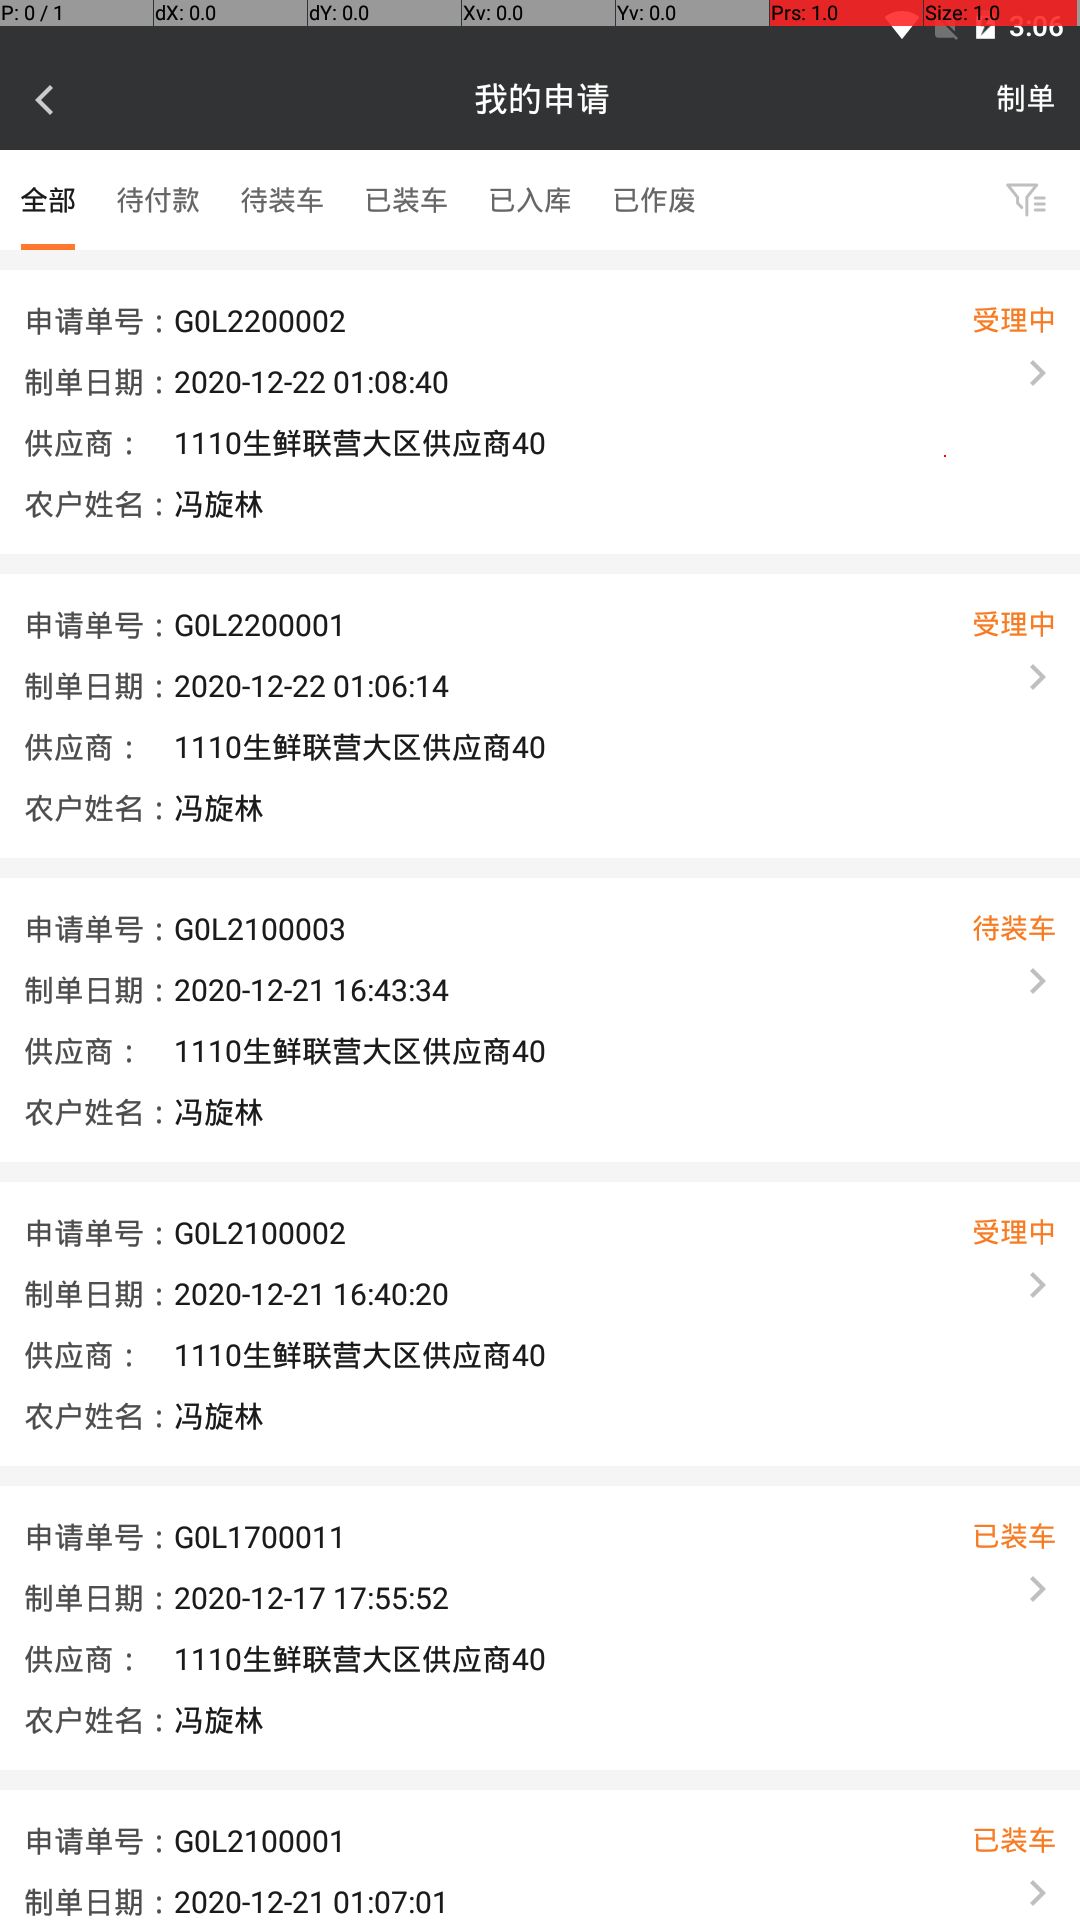 P: 0 / 1 dX: 0.0 dY: 0.0 Xv: 0.0 Yv: 0.0 Prs: 1.0 Size: 1.0
3:06
我的申请 制单
全部 待付款 待装车 已装车 已入库 已作废
申请单号：G0L2200002 受理中
制单日期：2020-12-22 01:08:40
供应商： 1110生鲜联营大区供应商40
农户姓名：冯旋林
申请单号：G0L2200001 受理中
制单日期：2020-12-22 01:06:14
供应商： 1110生鲜联营大区供应商40
农户姓名：冯旋林
申请单号：G0L2100003 待装车
制单日期：2020-12-21 16:43:34
供应商： 1110生鲜联营大区供应商40
农户姓名：冯旋林
申请单号：G0L2100002 受理中
制单日期：2020-12-21 16:40:20
供应商： 1110生鲜联营大区供应商40
农户姓名：冯旋林
申请单号：G0L1700011 已装车
制单日期：2020-12-17 17:55:52
供应商： 1110生鲜联营大区供应商40
农户姓名：冯旋林
申请单号：G0L2100001 已装车
制单日期：2020-12-21 01:07:01